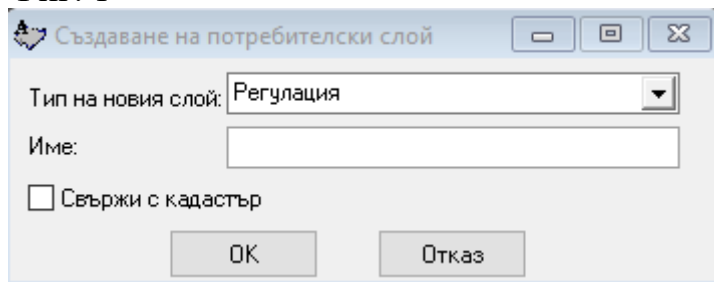 Създаване на потребителски слой
Тип на новия слой: Регулация
Име:
Свържи с кадастър
OK Отказ